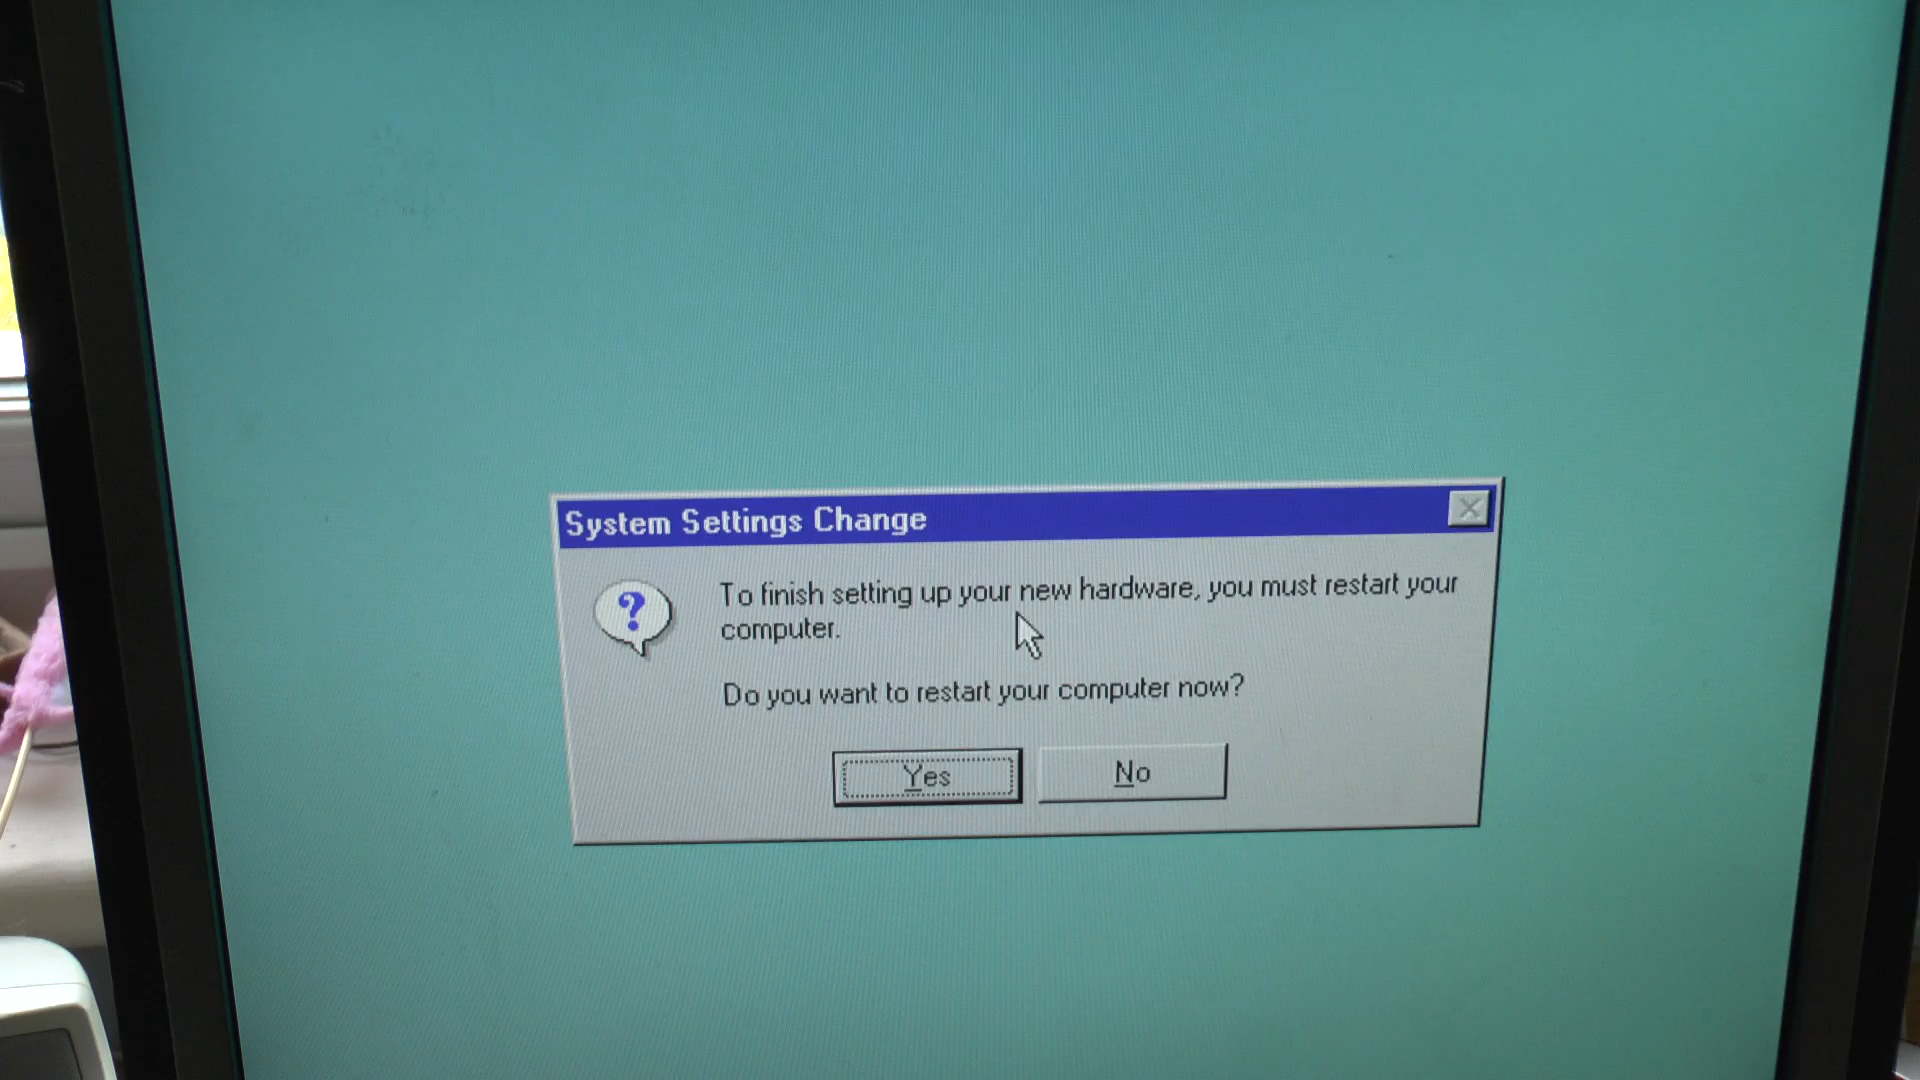 System Settings Change
To finish setting up your new hardware, you must restart your
computer.
Do you want to restart your computer now?
Yes
No